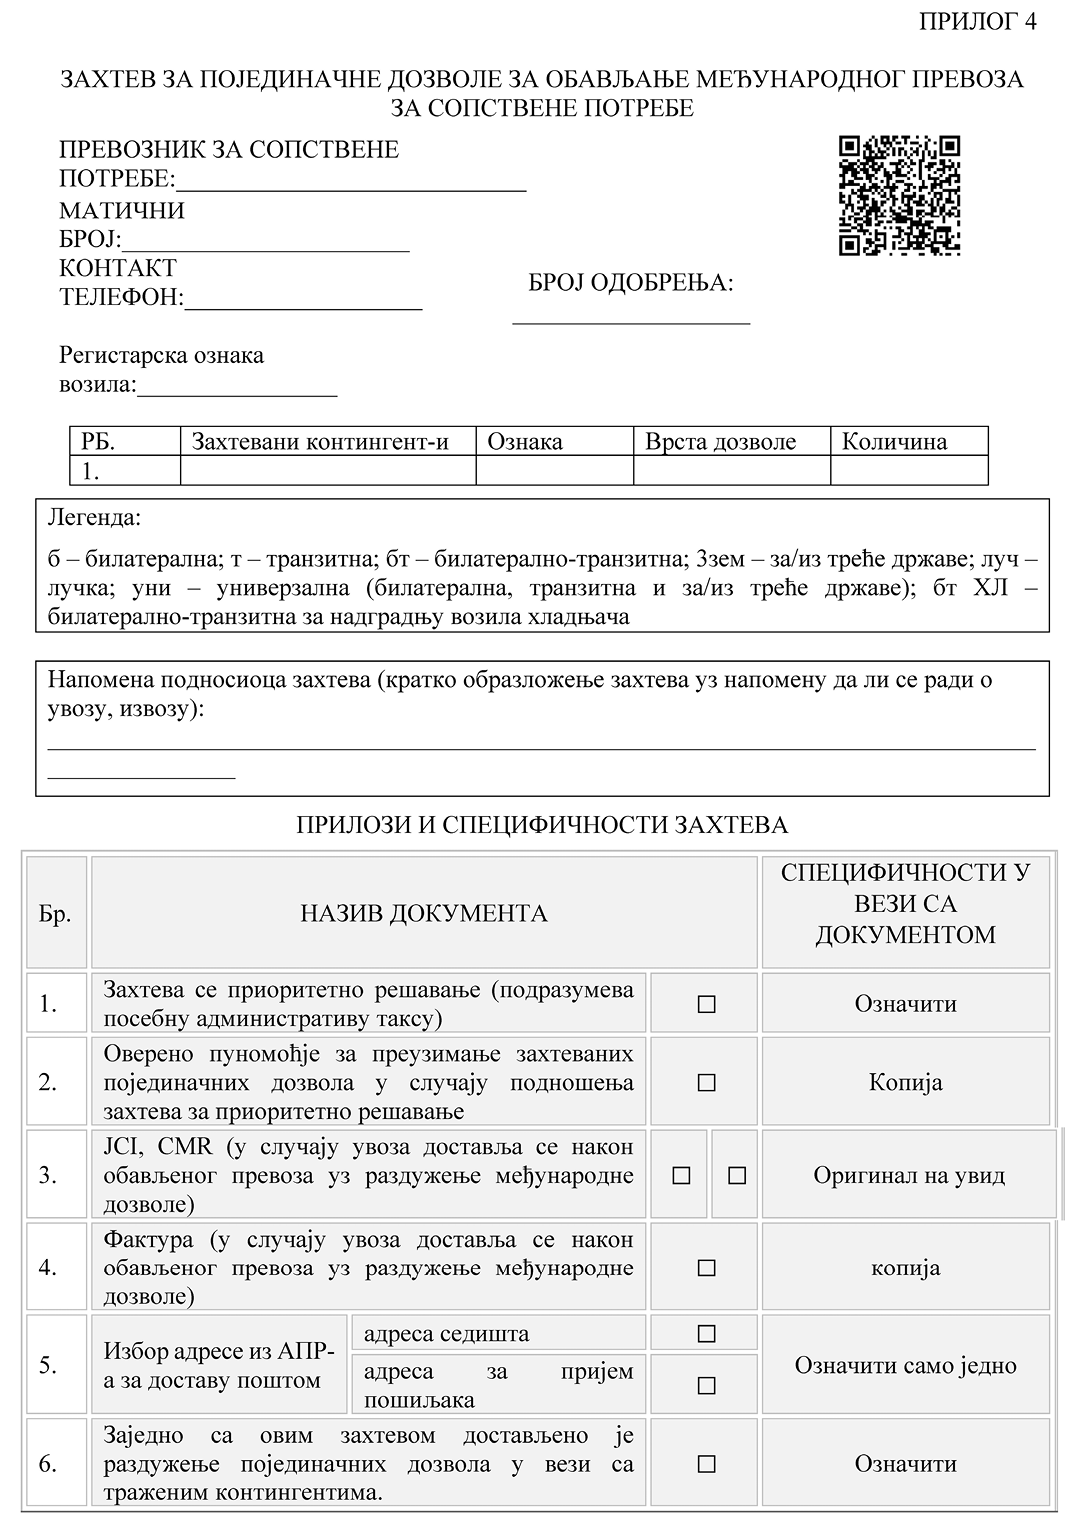 ПРИЛОГ 4
ЗАХТЕВ ЗА ПОЈЕДИНАЧНЕ ДОЗВОЛЕ ЗА ОБАВЉАЊЕ МЕЂУНАРОДНОГ ПРЕВОЗА
ЗА СОПСТВЕНЕ ПОТРЕБЕ
ПРЕВОЗНИК ЗА СОПСТВЕНЕ
ПОТРЕБЕ:
МАТИЧНИ
БРОЈ:
КОНТАКТ
ТЕЛЕФОН:
БРОЈ ОДОБРЕЊА:
Регистарска ознака
возила:
РБ. Захтевани контингент-и Ознака Врста дозволе Количина
1.
Легенда:
б – билатерална; т – транзитна; бт – билатерално-транзитна; 3зем – за/из треће државе; луч –
лучка; уни – универзална (билатерална, транзитна и за/из треће државе); бт ХЛ –
билатерално-транзитна за надградњу возила хладњача
Напомена подносиоца захтева (кратко образложење захтева уз напомену да ли се ради о
увозу, извозу):
ПРИЛОЗИ И СПЕЦИФИЧНОСТИ ЗАХТЕВА
Бр.
НАЗИВ ДОКУМЕНТА
СПЕЦИФИЧНОСТИ У
ВЕЗИ СА
ДОКУМЕНТОМ
1.
Захтева се приоритетно решавање (подразумева
посебну административу таксу)
☐
Означити
2.
Оверено пуномоћје за преузимање захтеваних
појединачних дозвола у случају подношења
захтева за приоритетно решавање
☐
Копија
3.
JCI, CMR (у случају увоза доставља се након
обављеног превоза уз раздужење међународне
дозволе)
☐ ☐
Оригинал на увид
4.
Фактура (у случају увоза доставља се након
обављеног превоза уз раздужење међународне
дозволе)
☐
копија
5.
Избор адресе из АПР-
а за доставу поштом
адреса седишта
☐
адреса за пријем
пошиљака
☐
Означити само једно
6.
Заједно са овим захтевом достављено је
раздужење појединачних дозвола у вези са
траженим контингентима.
☐
Означити